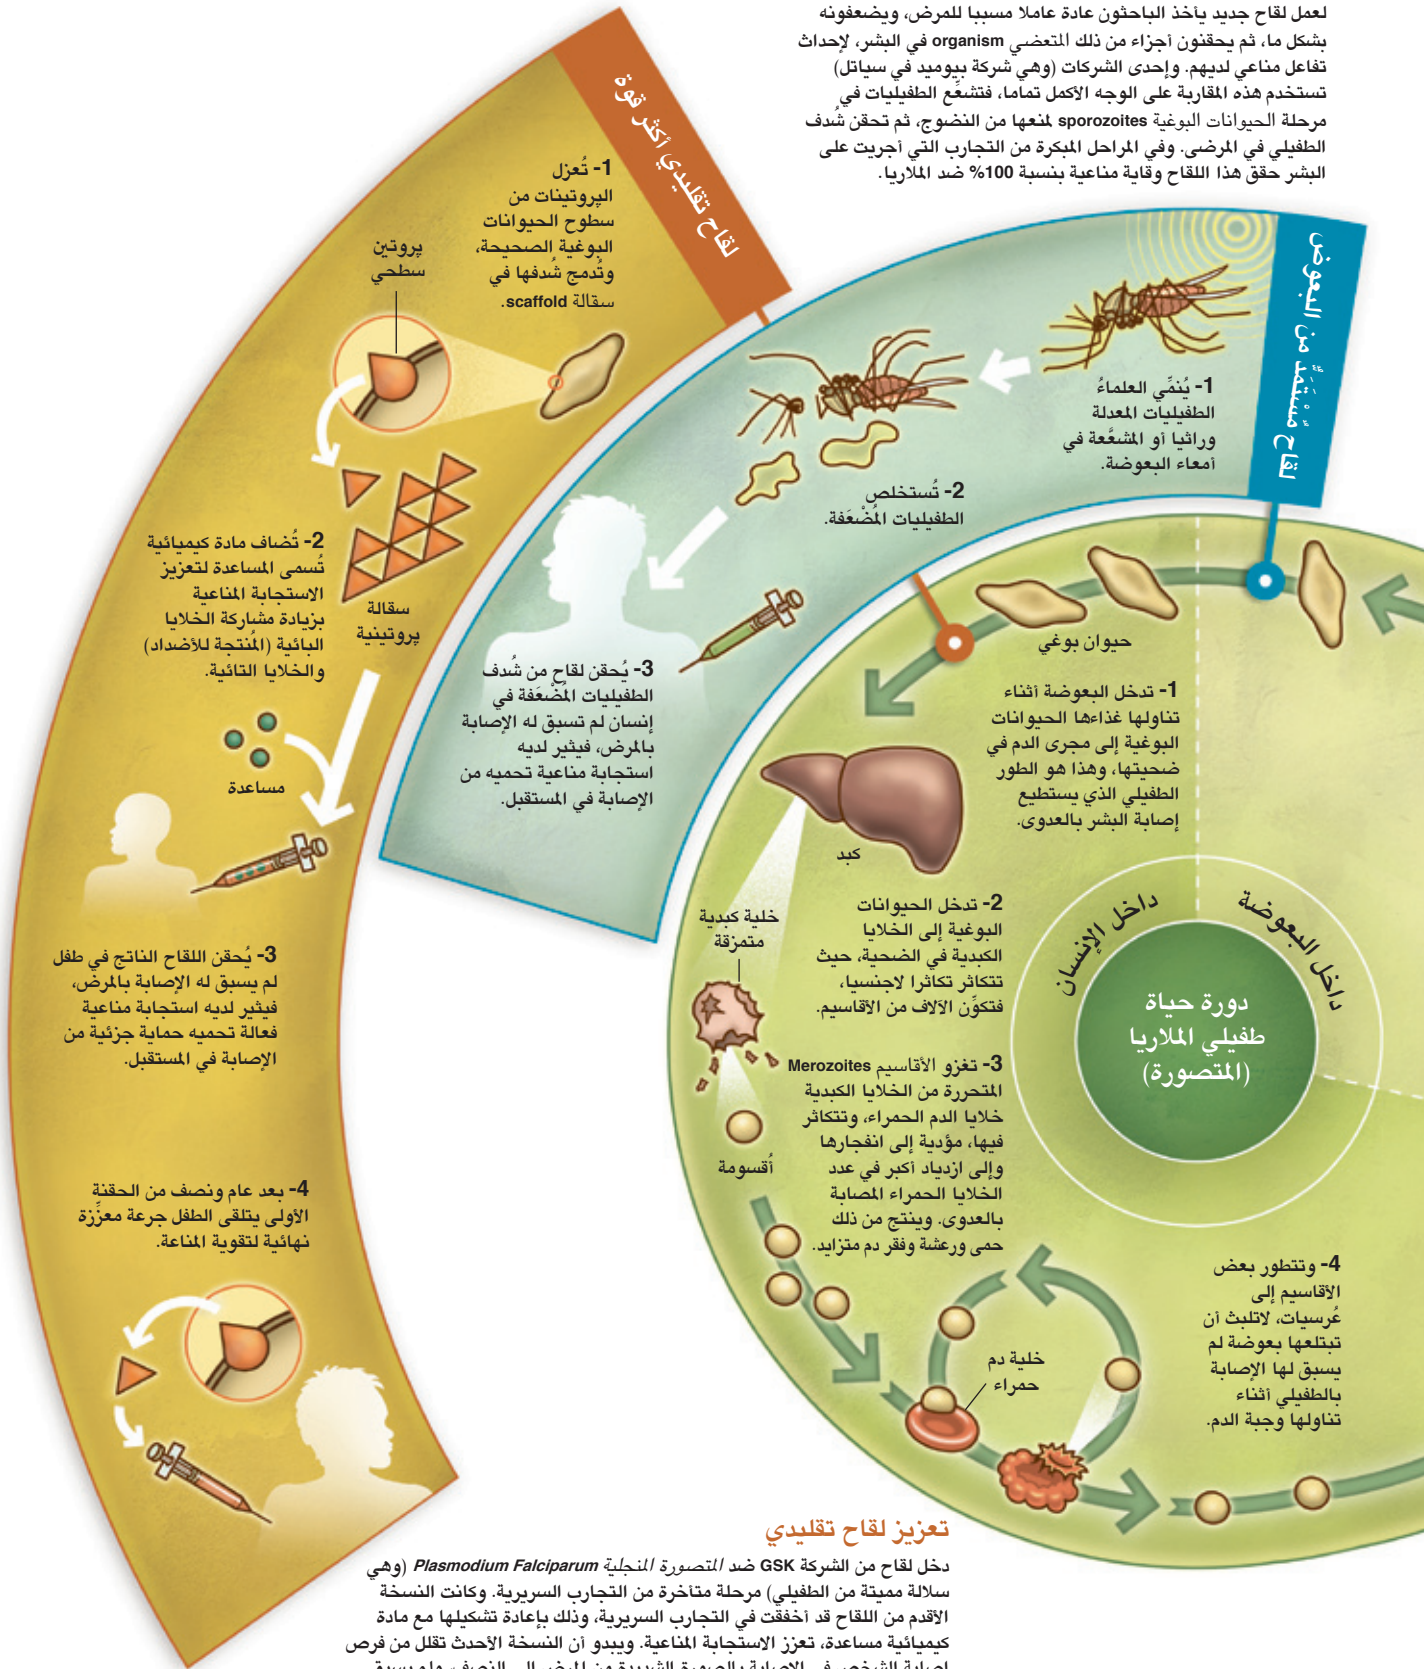 لعمل لقاح جديد يأخذ الباحثون عادة عاملا مسببا للمرض، ويضعفونه
بشكل ما، ثم يحقنون أجزاء من ذلك المتعضي organism في البشر، لإحداث
تفاعل مناعي لديهم. وإحدى الشركات (وهي شركة بيوميد في سياتل)
تستخدم هذه المقاربة على الوجه الأكمل تماما، فتشعِّع الطفيليات في
مرحلة الحيوانات البوغية sporozoites لمنعها من النضوج، ثم تحقن شُدف
الطفيلي في المرضى. وفي المراحل المبكرة من التجارب التي أجريت على
البشر حقق هذا اللقاح وقاية مناعية بنسبة 100% ضد الملاريا.
لقاح مُسْتَمَدٌّ من البعوض
1- يُنمِّي العلماءُ
الطفيليات المعدلة
وراثيا أو المشعَّعة في
أمعاء البعوضة.
2- تُستخلص
الطفيليات المُضْعَفة.
3- يُحقن لقاح من شُدف
الطفيليات المُضْعَفة في
إنسان لم تسبق له الإصابة
بالمرض، فيثير لديه
استجابة مناعية تحميه من
الإصابة في المستقبل.
لقاح تقليدي أكثر قوة
1- تُعزل
الپروتينات من
سطوح الحيوانات
البوغية الصحيحة،
وتُدمج شُدفها في
سقالة scaffold.
پروتين
سطحي
2- تُضاف مادة كيميائية
تُسمى المساعدة لتعزيز
الاستجابة المناعية
بزيادة مشاركة الخلايا
البائية (المُنتجة للأضداد)
والخلايا التائية.
سقالة
پروتينية
مساعدة
3- يُحقن اللقاح الناتج في طفل
لم يسبق له الإصابة بالمرض،
فيثير لديه استجابة مناعية
فعالة تحميه حماية جزئية من
الإصابة في المستقبل.
4- بعد عام ونصف من الحقنة
الأولى يتلقى الطفل جرعة معزِّزة
نهائية لتقوية المناعة.
حيوان بوغي
1- تدخل البعوضة أثناء
تناولها غذاءها الحيوانات
البوغية إلى مجرى الدم في
ضحيتها، وهذا هو الطور
الطفيلي الذي يستطيع
إصابة البشر بالعدوى.
كبد
2- تدخل الحيوانات
البوغية إلى الخلايا
الكبدية في الضحية، حيث
تتكاثر تكاثرا لاجنسيا،
فتكوِّن الآلاف من الأقاسيم.
خلية كبدية
متمزقة
3- تغزو الأقاسيم Merozoites
المتحررة من الخلايا الكبدية
خلايا الدم الحمراء، وتتكاثر
فيها، مؤدية إلى انفجارها
وإلى ازدياد أكبر في عدد
الخلايا الحمراء المصابة
بالعدوى. وينتج من ذلك
حمى ورعشة وفقر دم متزايد.
أقسومة
داخل البعوضة
داخل الإنسان
دورة حياة
طفيلي الملاريا
(المتصورة)
4- وتتطور بعض
الأقاسيم إلى
عُرسيات، لاتلبث أن
تبتلعها بعوضة لم
يسبق لها الإصابة
بالطفيلي أثناء
تناولها وجبة الدم.
خلية دم
حمراء
تعزيز لقاح تقليدي
دخل لقاح من الشركة GSK ضد المتصورة المنجلية Plasmodium Falciparum (وهي
سلالة مميتة من الطفيلي) مرحلة متأخرة من التجارب السريرية. وكانت النسخة
الأقدم من اللقاح قد أخفقت في التجارب السريرية، وذلك بإعادة تشكيلها مع مادة
كيميائية مساعدة، تعزز الاستجابة المناعية. ويبدو أن النسخة الأحدث تقلل من فرص